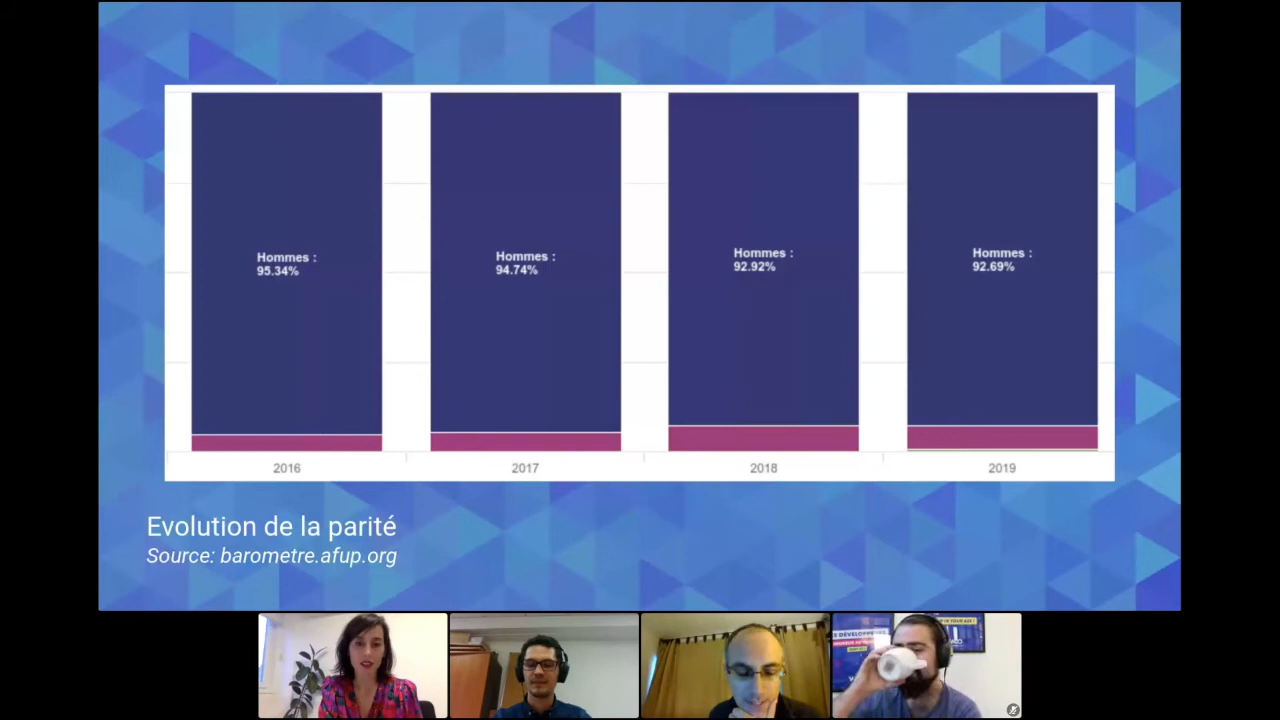 Hommes :
95.34%
Hommes :
94.74%
Hommes :
92.92%
Hommes :
92.69%
2016
2017
2018
2019
Evolution de la parité
Source: barometre.afup.org